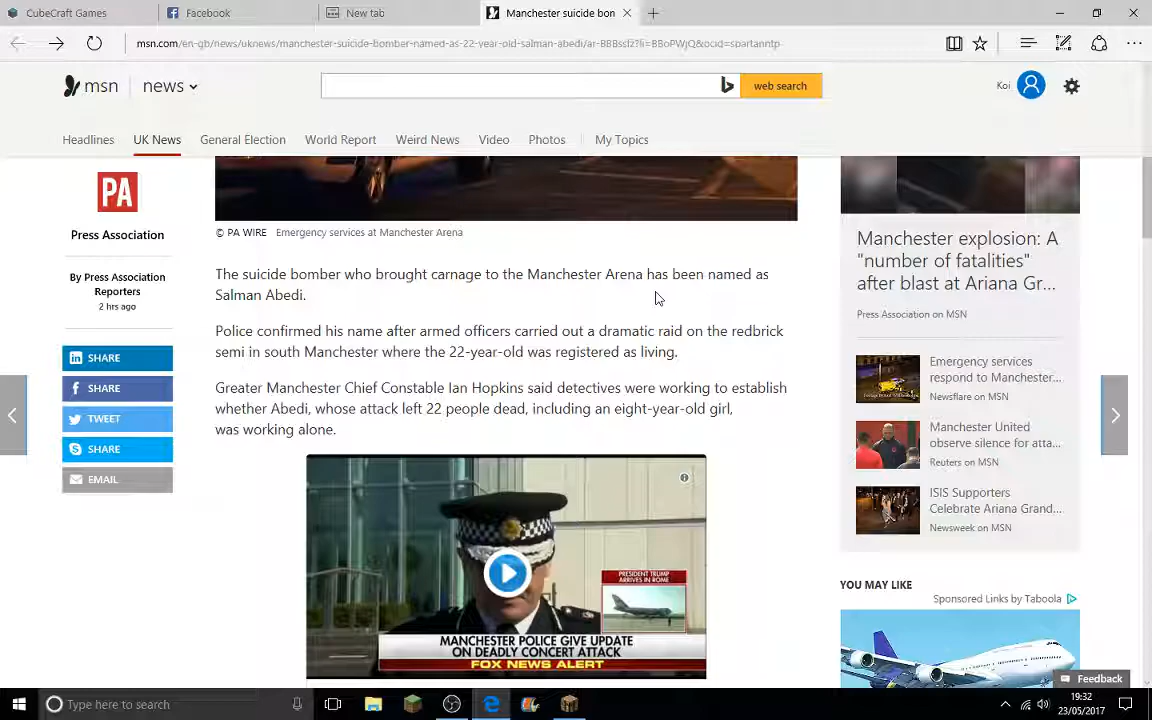 CubeCraft Games
Facebook
New tab
Manchester suicide bon
msn.com/en-gb/news/uknews/manchester-suicide-bomber-named-as-22-year-old-salman-abedi/ar-BBBsslz?li=BBoPWjQ&ocid=spartanntp
msn
news
web search
Koi
Headlines
UK News
General Election
World Report
Weird News
Video
Photos
My Topics
PA
Press Association
By Press Association
Reporters
2 hrs ago
SHARE
SHARE
TWEET
SHARE
EMAIL
© PA WIRE Emergency services at Manchester Arena
The suicide bomber who brought carnage to the Manchester Arena has been named as
Salman Abedi.
Police confirmed his name after armed officers carried out a dramatic raid on the redbrick
semi in south Manchester where the 22-year-old was registered as living.
Greater Manchester Chief Constable Ian Hopkins said detectives were working to establish
whether Abedi, whose attack left 22 people dead, including an eight-year-old girl,
was working alone.
PRESIDENT TRUMP
ARRIVES IN ROME
MANCHESTER POLICE GIVE UPDATE
ON DEADLY CONCERT ATTACK
FOX NEWS ALERT
Manchester explosion: A
"number of fatalities"
after blast at Ariana Gr...
Press Association on MSN
Emergency services
respond to Manchester...
Newsflare on MSN
Manchester United
observe silence for atta...
Reuters on MSN
ISIS Supporters
Celebrate Ariana Grand...
Newsweek on MSN
YOU MAY LIKE
Sponsored Links by Taboola
Feedback
Type here to search
19:32
23/05/2017